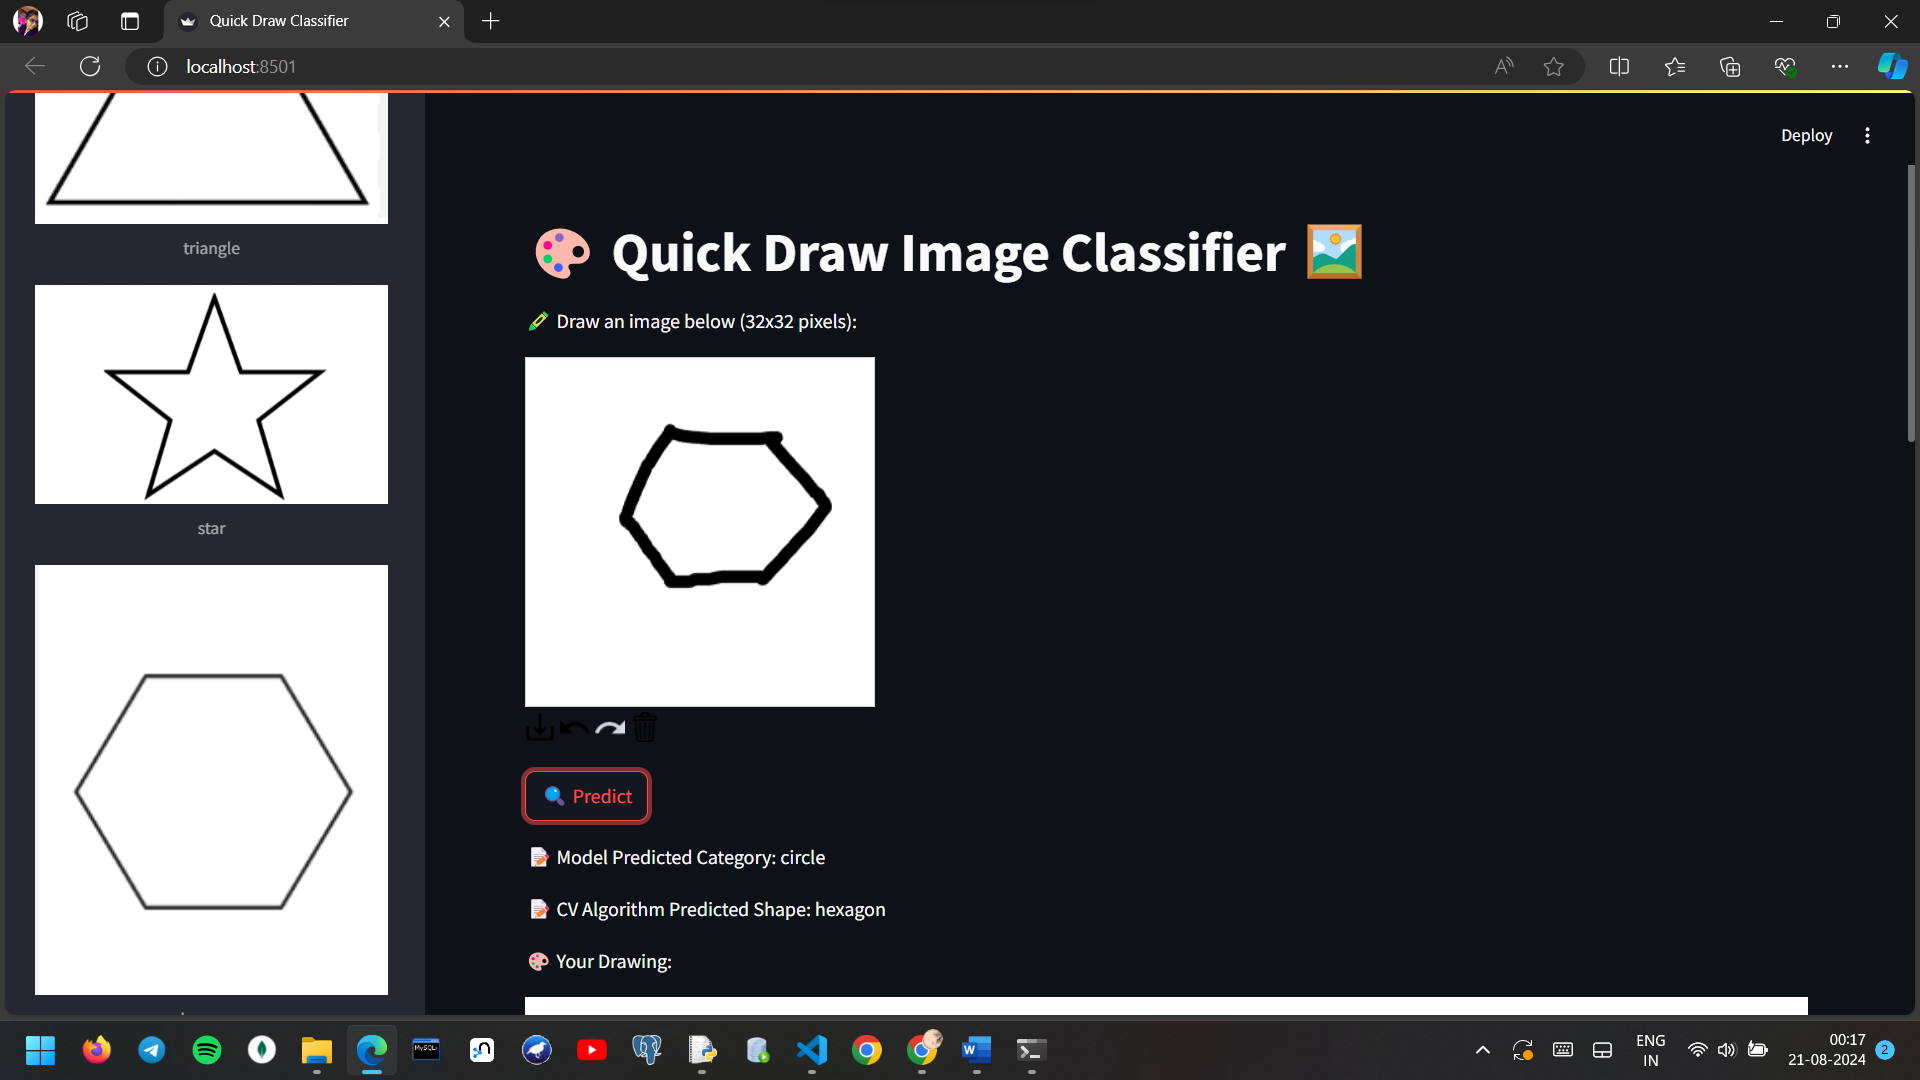 Quick Draw Classifier
localhost:8501
triangle
star
Deploy
Quick Draw Image Classifier
Draw an image below (32x32 pixels):
Predict
Model Predicted Category: circle
CV Algorithm Predicted Shape: hexagon
Your Drawing:
MySQL
ENG
IN
00:17
21-08-2024
2